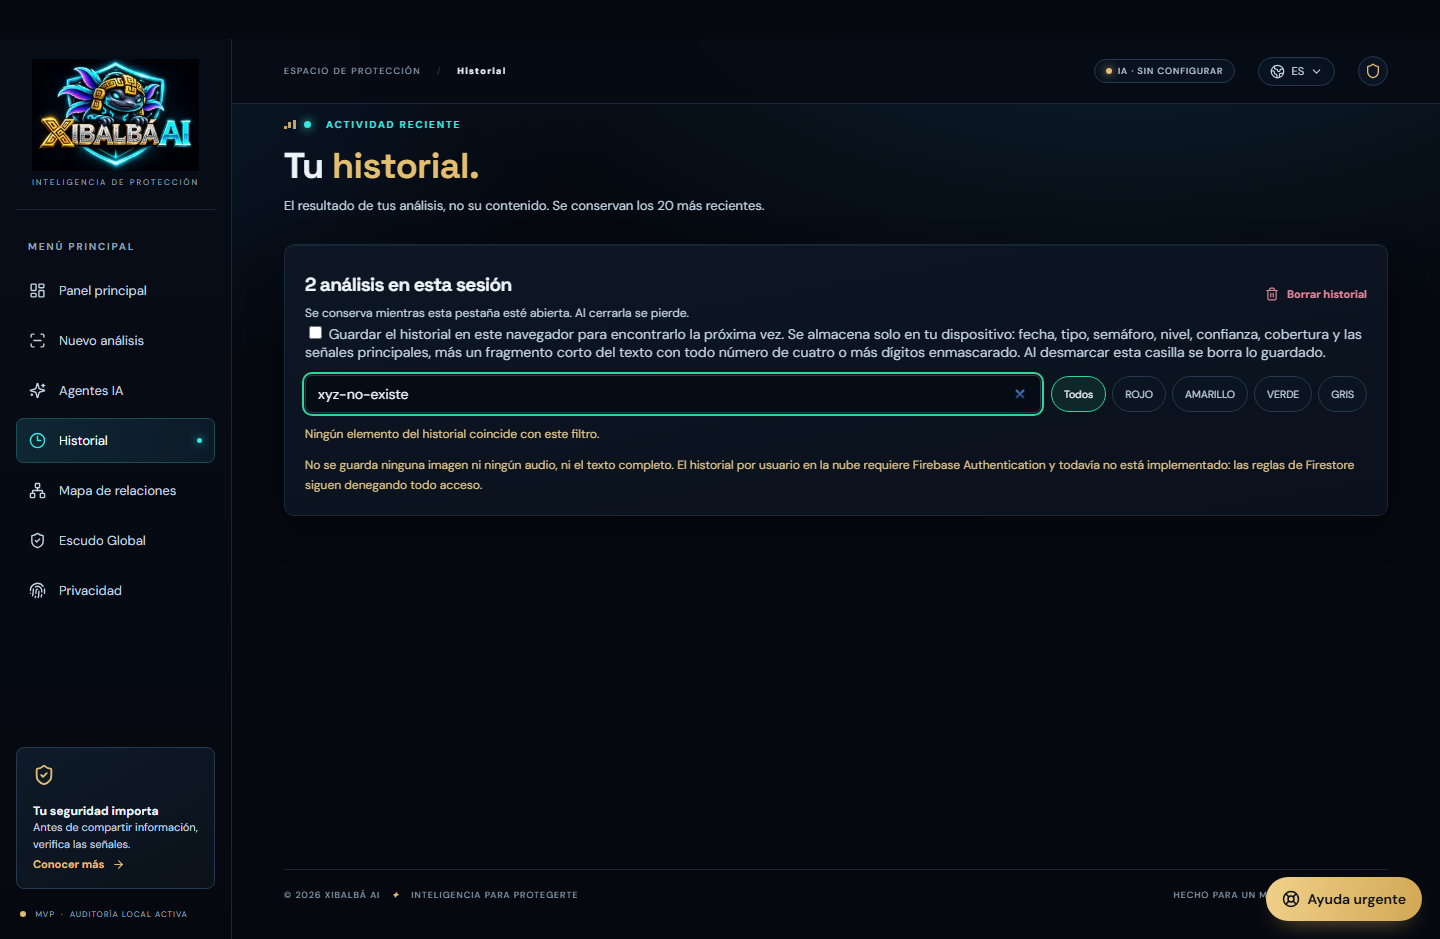 XIBALBÁ AI
INTELIGENCIA DE PROTECCIÓN
MENÚ PRINCIPAL
Panel principal
Nuevo análisis
Agentes IA
Historial
Mapa de relaciones
Escudo Global
Privacidad
Tu seguridad importa
Antes de compartir información,
verifica las señales.
Conocer más
MVP · AUDITORÍA LOCAL ACTIVA
ESPACIO DE PROTECCIÓN / Historial
IA · SIN CONFIGURAR
ES
ACTIVIDAD RECIENTE
Tu historial.
El resultado de tus análisis, no su contenido. Se conservan los 20 más recientes.
2 análisis en esta sesión
Borrar historial
Se conserva mientras esta pestaña esté abierta. Al cerrarla se pierde.
Guardar el historial en este navegador para encontrarlo la próxima vez. Se almacena solo en tu dispositivo: fecha, tipo, semáforo, nivel, confianza, cobertura y las
señales principales, más un fragmento corto del texto con todo número de cuatro o más dígitos enmascarado. Al desmarcar esta casilla se borra lo guardado.
xyz-no-existe
Todos
ROJO
AMARILLO
VERDE
GRIS
Ningún elemento del historial coincide con este filtro.
No se guarda ninguna imagen ni ningún audio, ni el texto completo. El historial por usuario en la nube requiere Firebase Authentication y todavía no está implementado: las reglas de Firestore
siguen denegando todo acceso.
© 2026 XIBALBÁ AI ✦ INTELIGENCIA PARA PROTEGERTE
HECHO PARA UN
Ayuda urgente